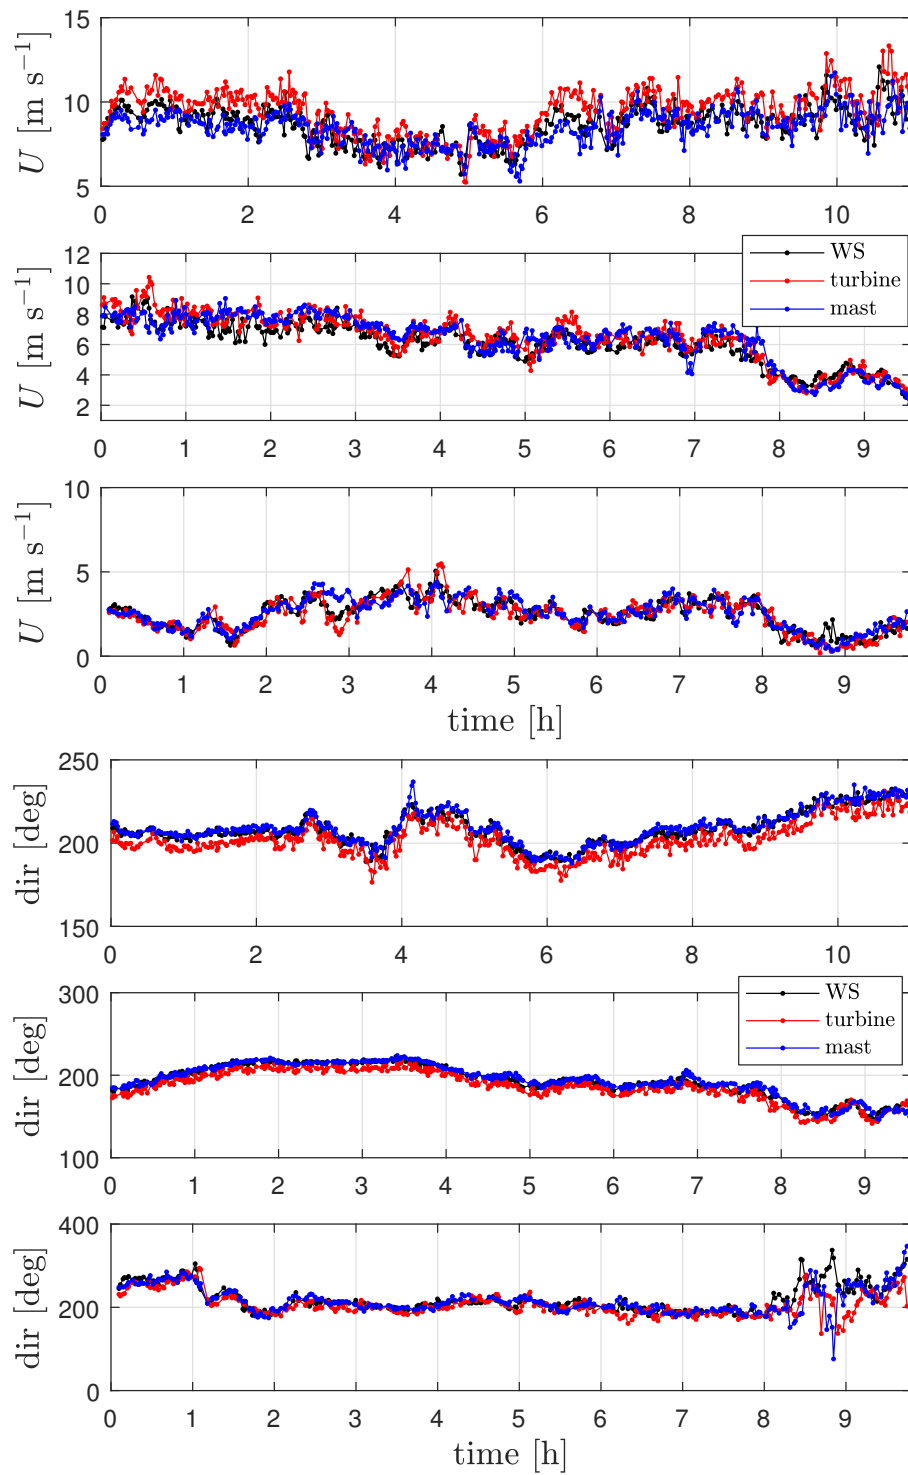 15
10
5
U [m s⁻¹]
0 2 4 6 8 10
12
10
8
6
4
2
U [m s⁻¹]
WS
turbine
mast
0 1 2 3 4 5 6 7 8 9
10
5
0
U [m s⁻¹]
0 1 2 3 4 5 6 7 8 9
time [h]
250
200
150
dir [deg]
0 2 4 6 8 10
300
200
100
dir [deg]
WS
turbine
mast
0 1 2 3 4 5 6 7 8 9
400
300
200
0
dir [deg]
0 1 2 3 4 5 6 7 8 9
time [h]